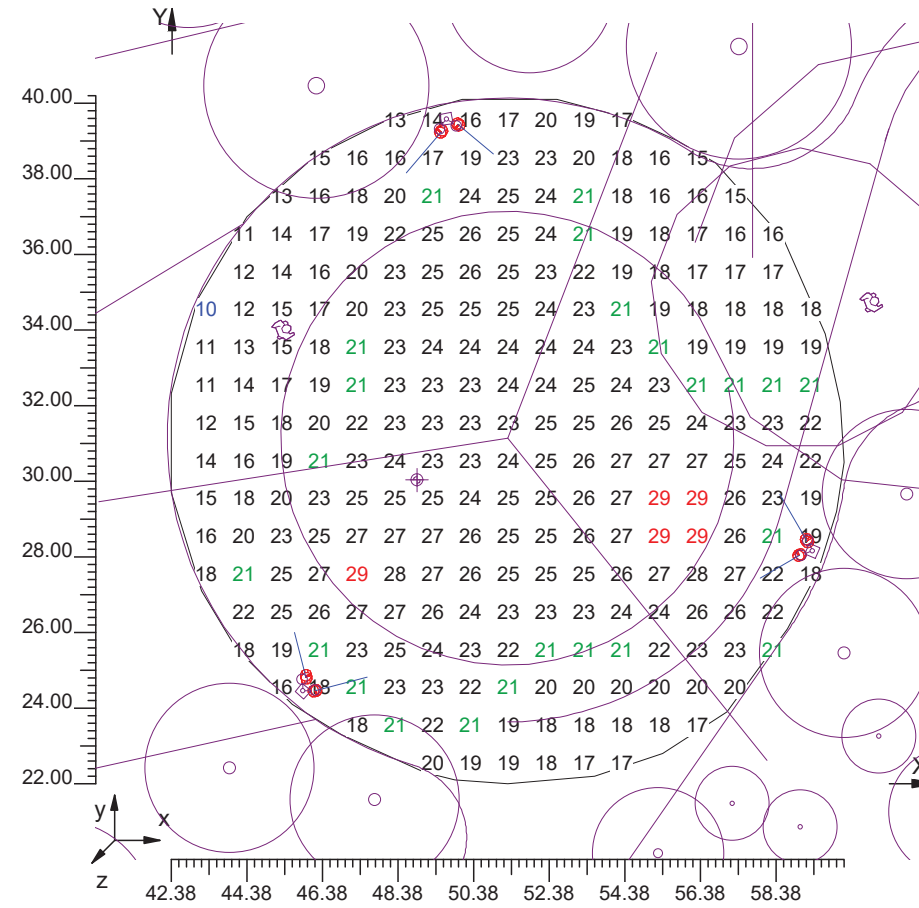 Y
40.00
13 14 16 17 20 19 17
15 16 16 17 19 23 23 20 18 16 15
38.00
13 16 18 20 21 24 25 24 21 18 16 16 15
36.00
11 14 17 19 22 25 26 25 24 21 19 18 17 16 16
12 14 16 20 23 25 26 25 23 22 19 18 17 17 17
34.00
10 12 15 17 20 23 25 25 25 24 23 21 19 18 18 18 18
11 13 15 18 21 23 24 24 24 24 24 23 21 19 19 19 19
11 14 17 19 21 23 23 23 24 24 25 24 23 21 21 21 21
32.00
12 15 18 20 22 23 23 23 23 25 25 26 25 24 23 23 22
14 16 19 21 23 24 23 23 24 25 26 27 27 27 25 24 22
30.00
15 18 20 23 25 25 25 24 25 25 26 27 29 29 26 23 19
16 20 23 25 27 27 27 26 25 25 26 27 29 29 26 21 19
28.00
18 21 25 27 29 28 27 26 25 25 25 26 27 28 27 22 18
22 25 26 27 27 26 24 23 23 23 24 24 26 26 22
26.00
18 19 21 23 25 24 23 22 21 21 21 22 23 23 21
16 18 21 23 23 22 21 20 20 20 20 20 20
24.00
18 21 22 21 19 18 18 18 18 17
20 19 19 18 17 17
22.00
X
y
x
z
42.38 44.38 46.38 48.38 50.38 52.38 54.38 56.38 58.38